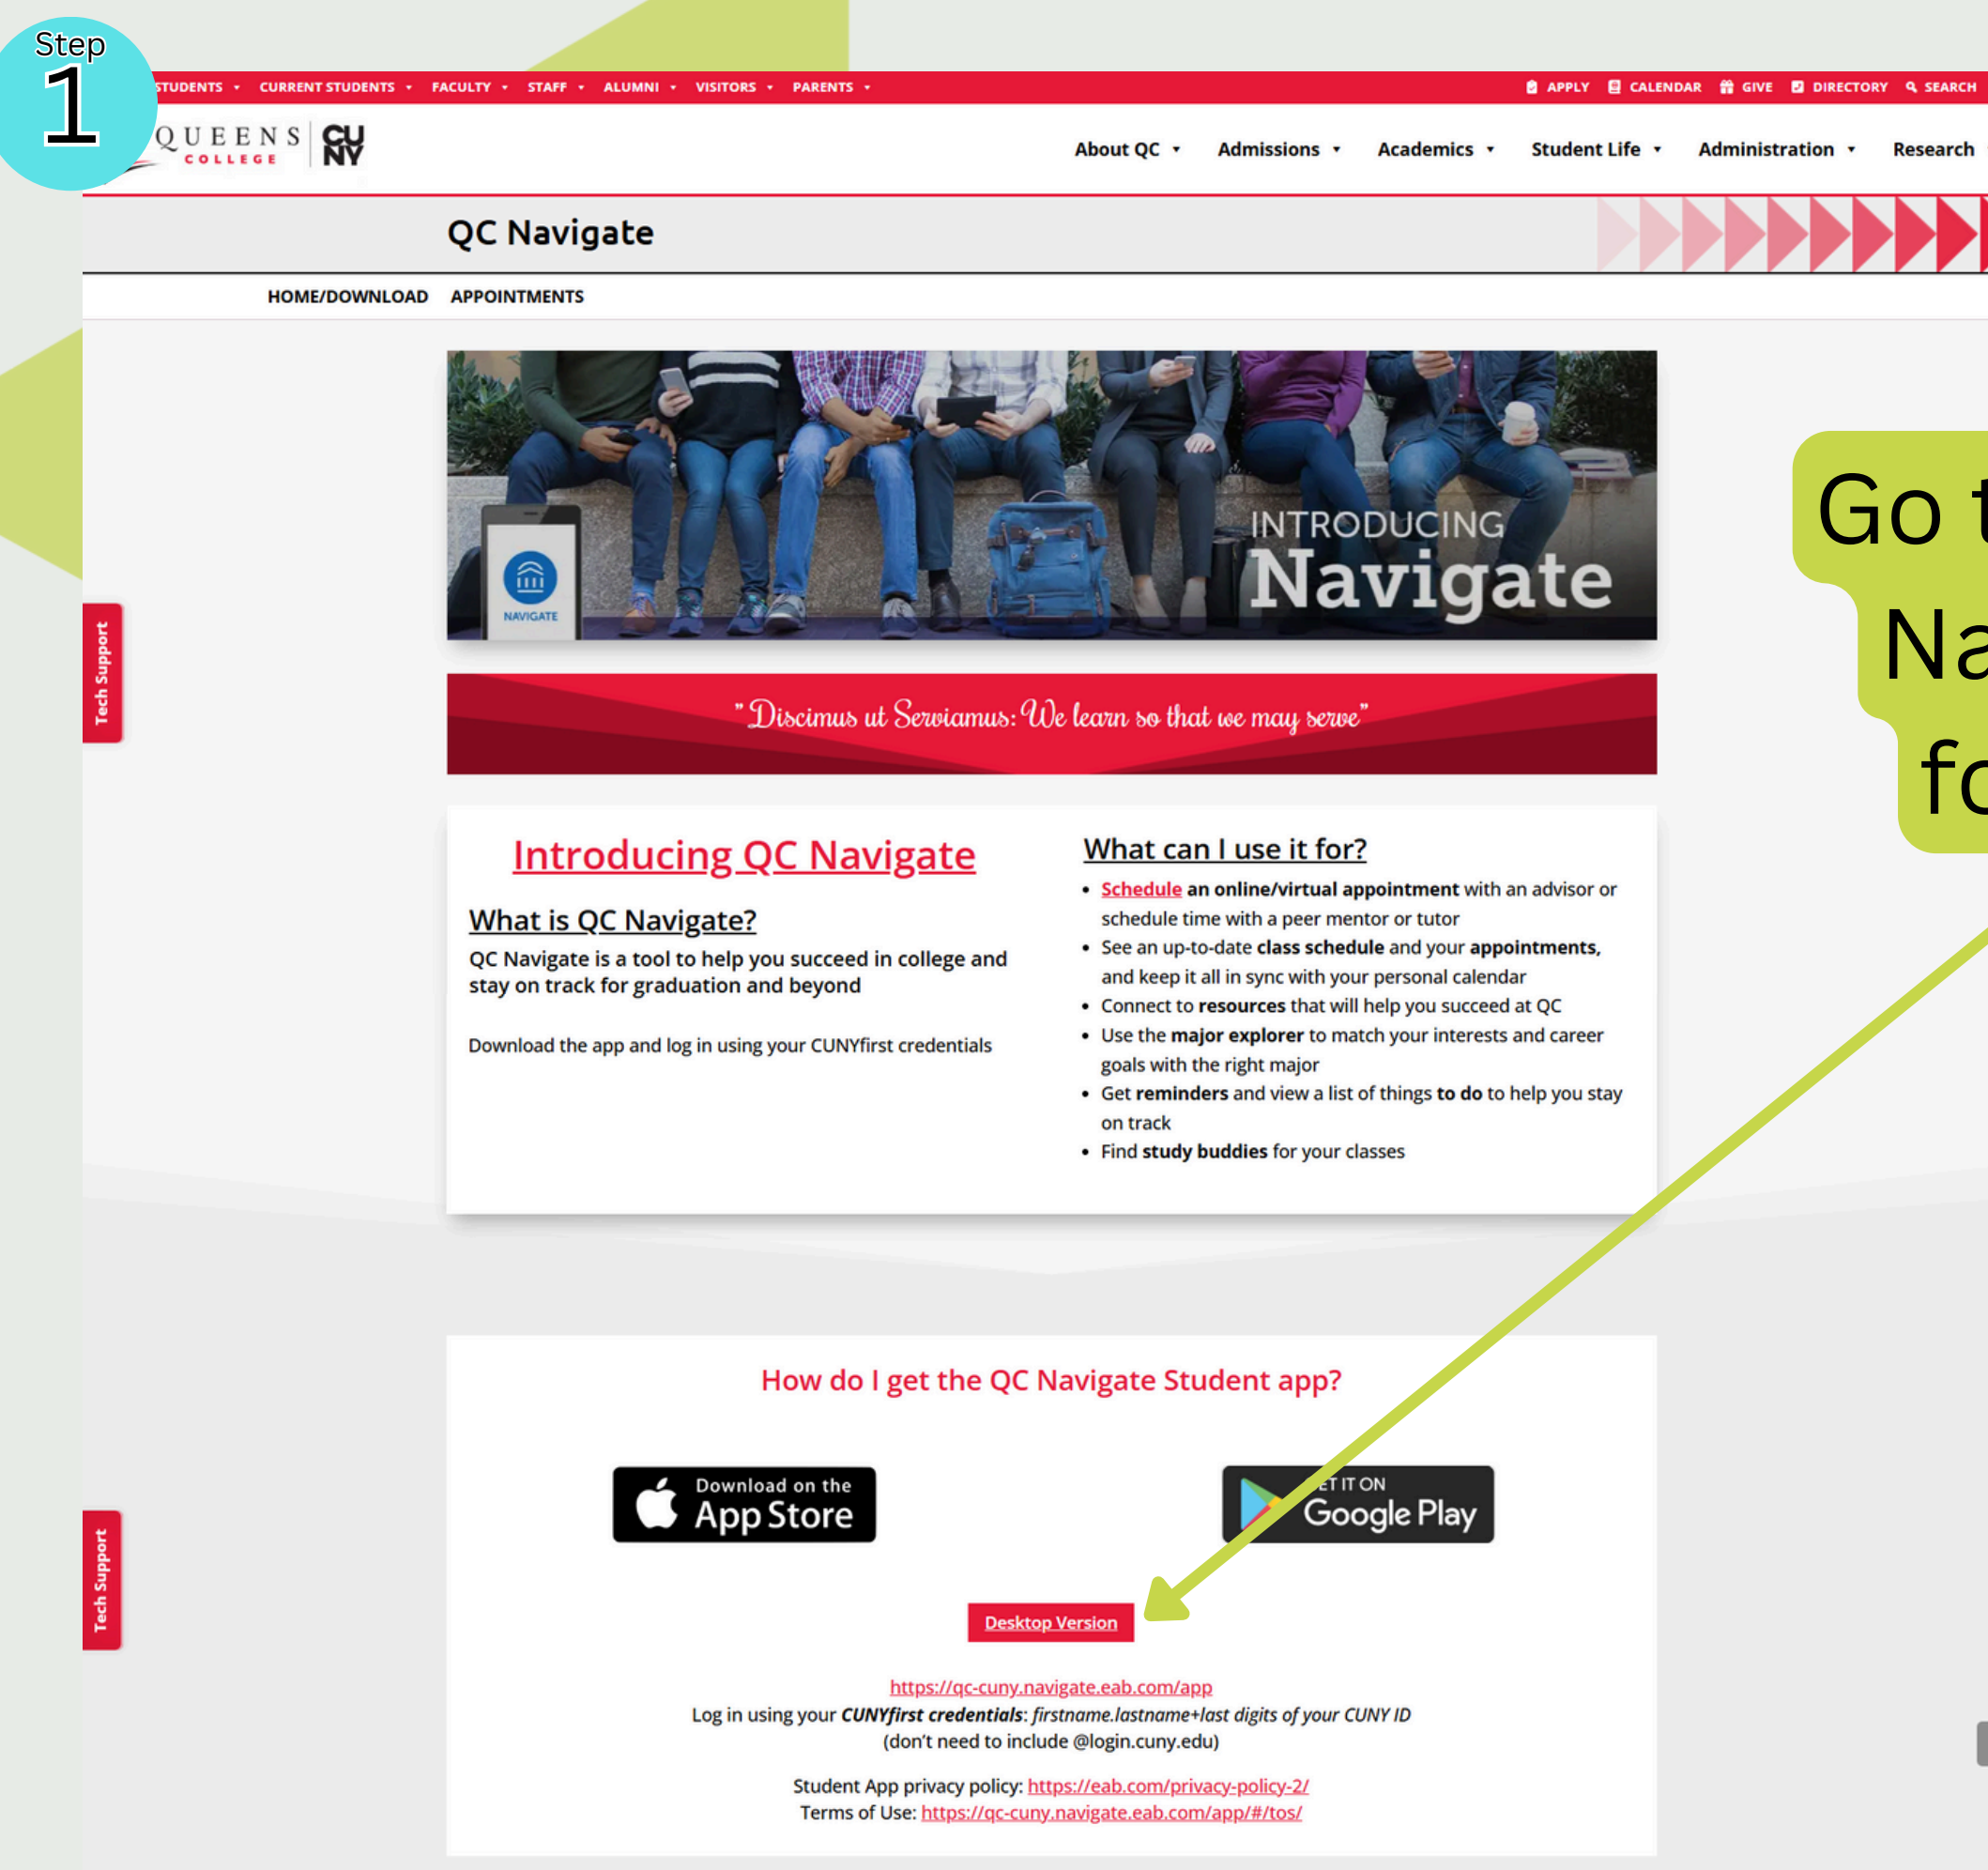 Step
1
STUDENTS CURRENT STUDENTS FACULTY STAFF ALUMNI VISITORS PARENTS APPLY CALENDAR GIVE DIRECTORY SEARCH
QUEENS COLLEGE CUNY
About QC Admissions Academics Student Life Administration Research
QC Navigate
HOME/DOWNLOAD APPOINTMENTS
NAVIGATE
INTRODUCING
Navigate
Go
"Discimus ut Serviamus: We learn so that we may serve"
Tech Support
Introducing QC Navigate
What is QC Navigate?
QC Navigate is a tool to help you succeed in college and
stay on track for graduation and beyond
Download the app and log in using your CUNYfirst credentials
What can I use it for?
• Schedule an online/virtual appointment with an advisor or
schedule time with a peer mentor or tutor
• See an up-to-date class schedule and your appointments,
and keep it all in sync with your personal calendar
• Connect to resources that will help you succeed at QC
• Use the major explorer to match your interests and career
goals with the right major
• Get reminders and view a list of things to do to help you stay
on track
• Find study buddies for your classes
How do I get the QC Navigate Student app?
Download on the
App Store
IT ON
Google Play
Tech Support
Desktop Version
https://qc-cuny.navigate.eab.com/app
Log in using your CUNYfirst credentials: firstname.lastname+last digits of your CUNY ID
(don't need to include @login.cuny.edu)
Student App privacy policy: https://eab.com/privacy-policy-2/
Terms of Use: https://qc-cuny.navigate.eab.com/app/#/tos/